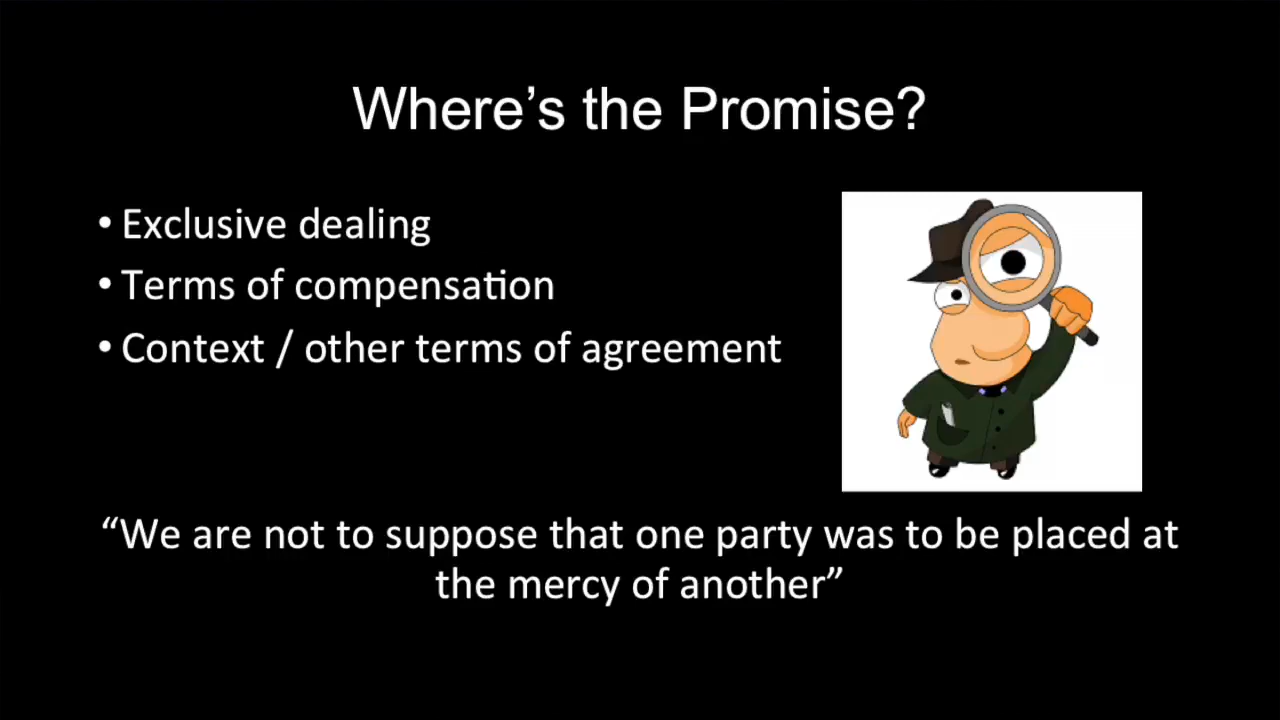 Where’s the Promise?
• Exclusive dealing
• Terms of compensation
• Context / other terms of agreement
“We are not to suppose that one party was to be placed at
the mercy of another”